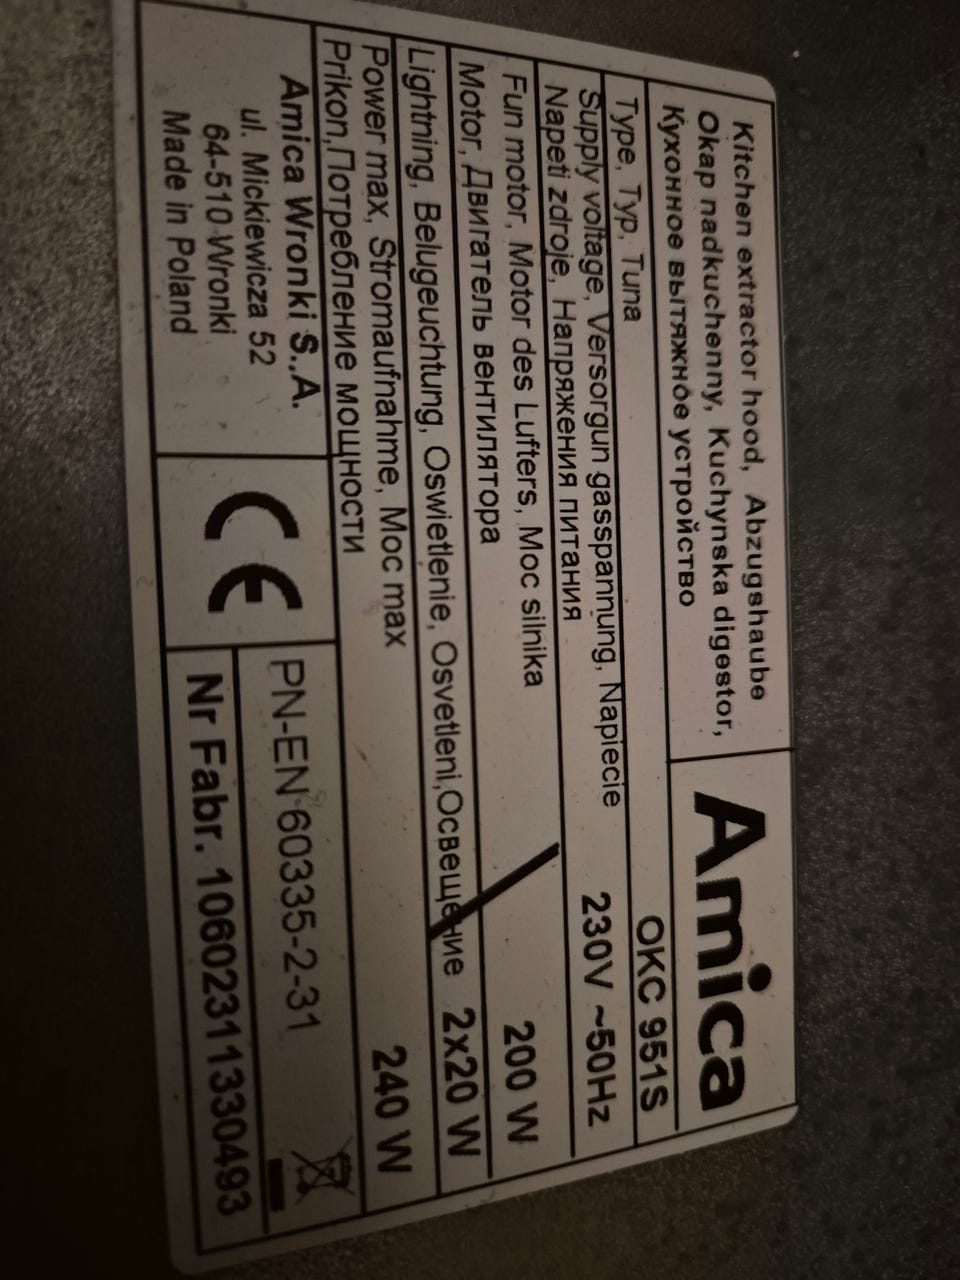 Kitchen extractor hood, Abzugshaube
Okap nadkuchenny, Kuchynska digestor,
Кухонное вытяжное устройство
Amica
Type, Typ, Tuna
OKC 951S
Supply voltage, Versorgun gasspannung, Napiecie
Napeti zdroje, Напряжения питания
230V ~50Hz
Fun motor, Motor des Lufters, Moc silnika
Motor, Двигатель вентилятора
200 W
Lightning, Belugeuchtung, Oswietlenie, Osvetleni,Освещение 2x20 W
Power max, Stromaufnahme, Moc max
Prikon,Потребление мощности
240 W
Amica Wronki S..A.
ul. Mickiewicza 52
64-510 Wronki
Made in Poland
CE
PN-EN 60335-2-31
Nr Fabr. 10602311330493